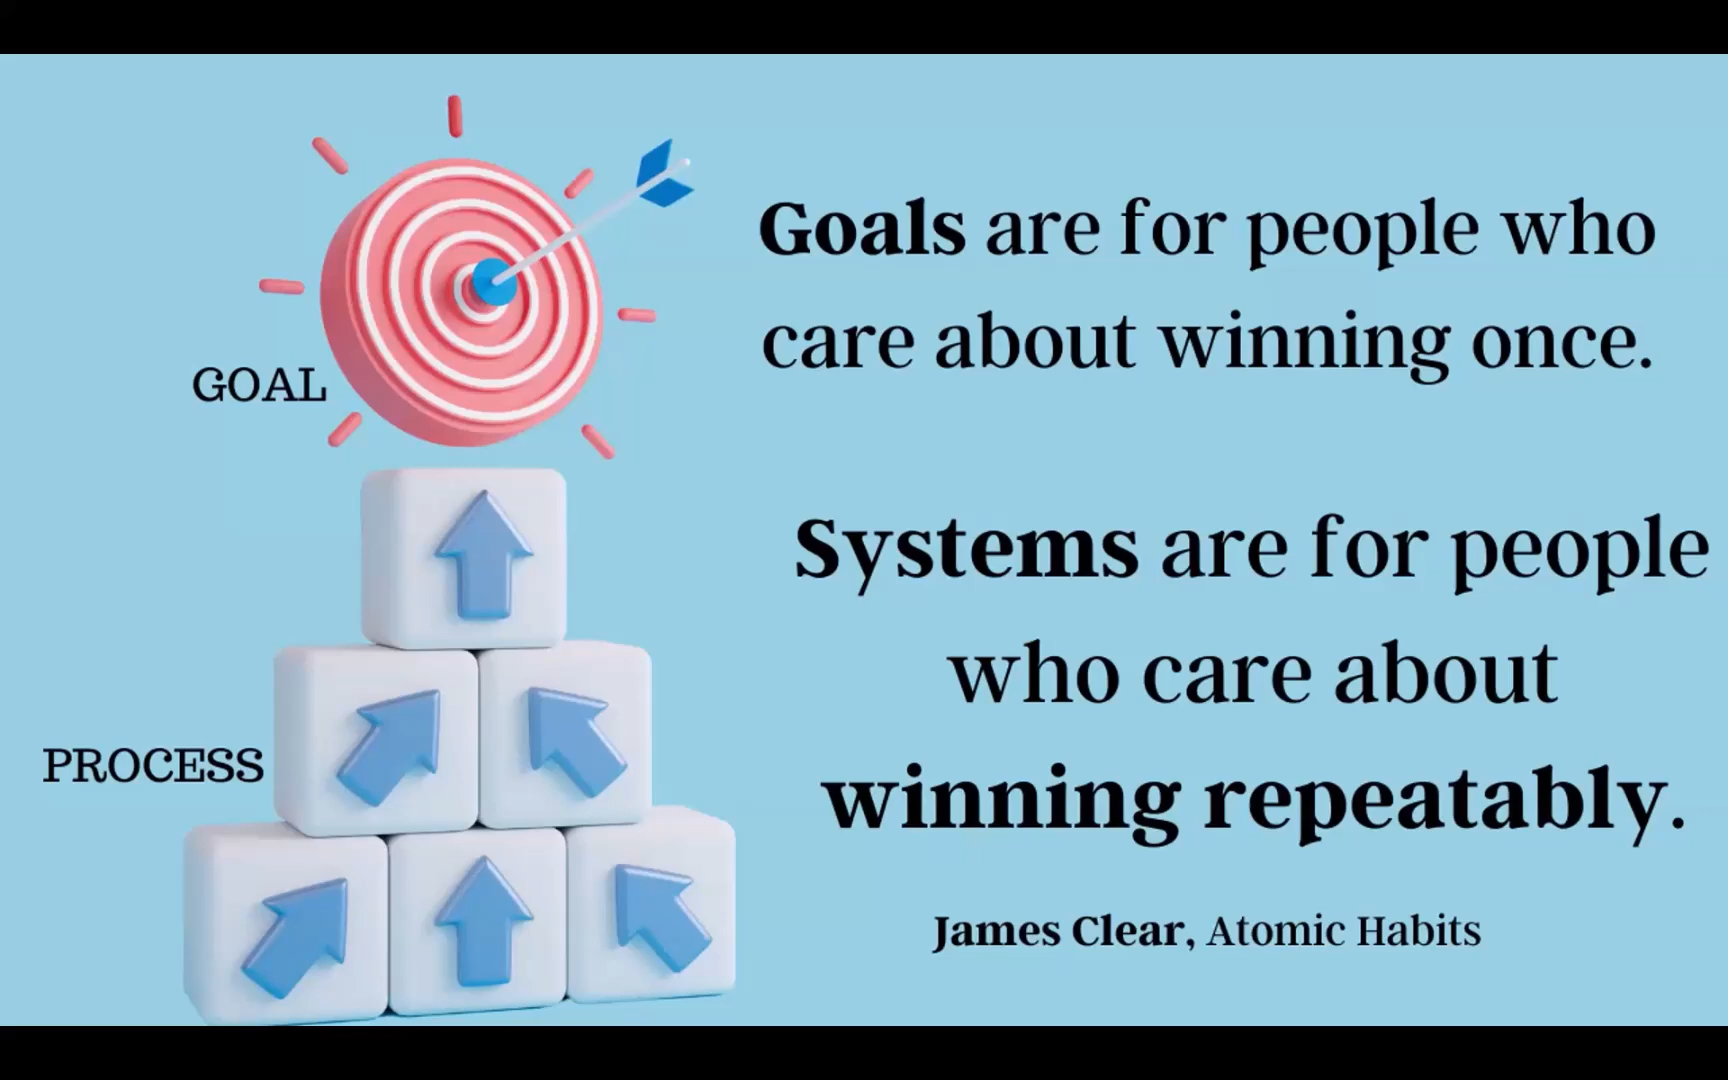 GOAL
PROCESS
Goals are for people who
care about winning once.
Systems are for people
who care about
winning repeatably.
James Clear, Atomic Habits